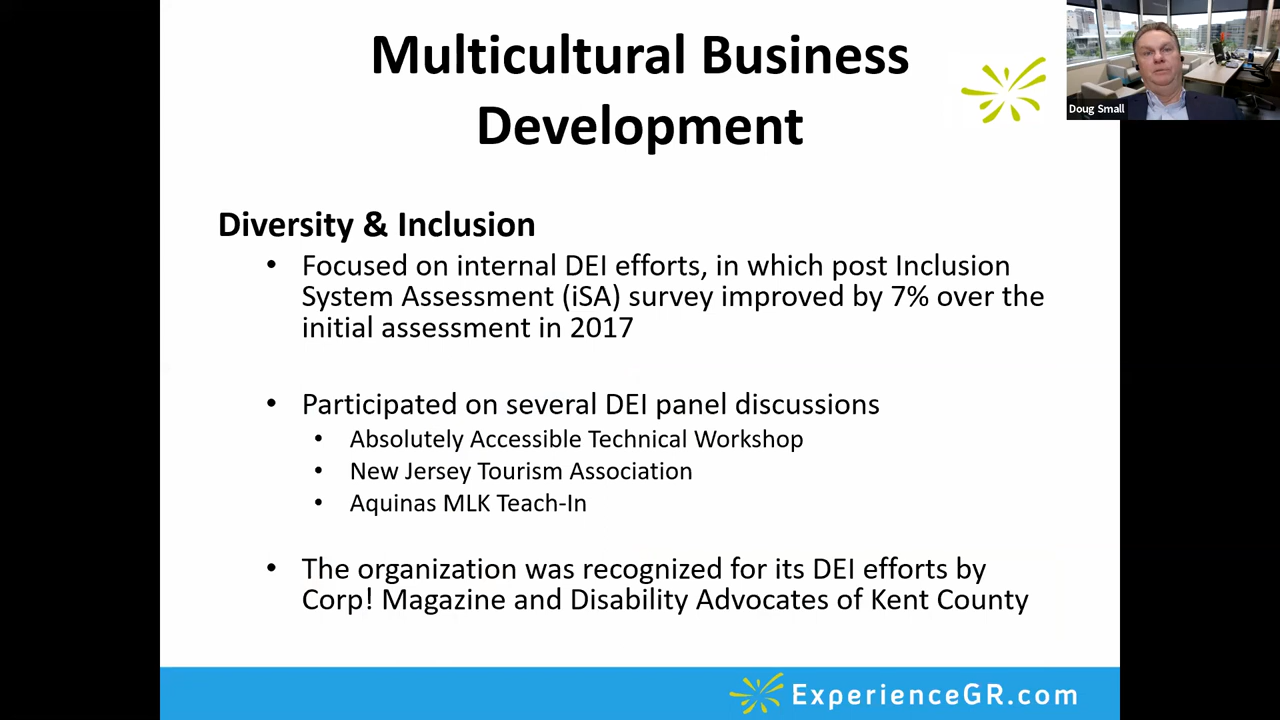 Multicultural Business
Development
Doug Small
Diversity & Inclusion
• Focused on internal DEI efforts, in which post Inclusion
System Assessment (iSA) survey improved by 7% over the
initial assessment in 2017
• Participated on several DEI panel discussions
• Absolutely Accessible Technical Workshop
• New Jersey Tourism Association
• Aquinas MLK Teach-In
• The organization was recognized for its DEI efforts by
Corp! Magazine and Disability Advocates of Kent County
ExperienceGR.com